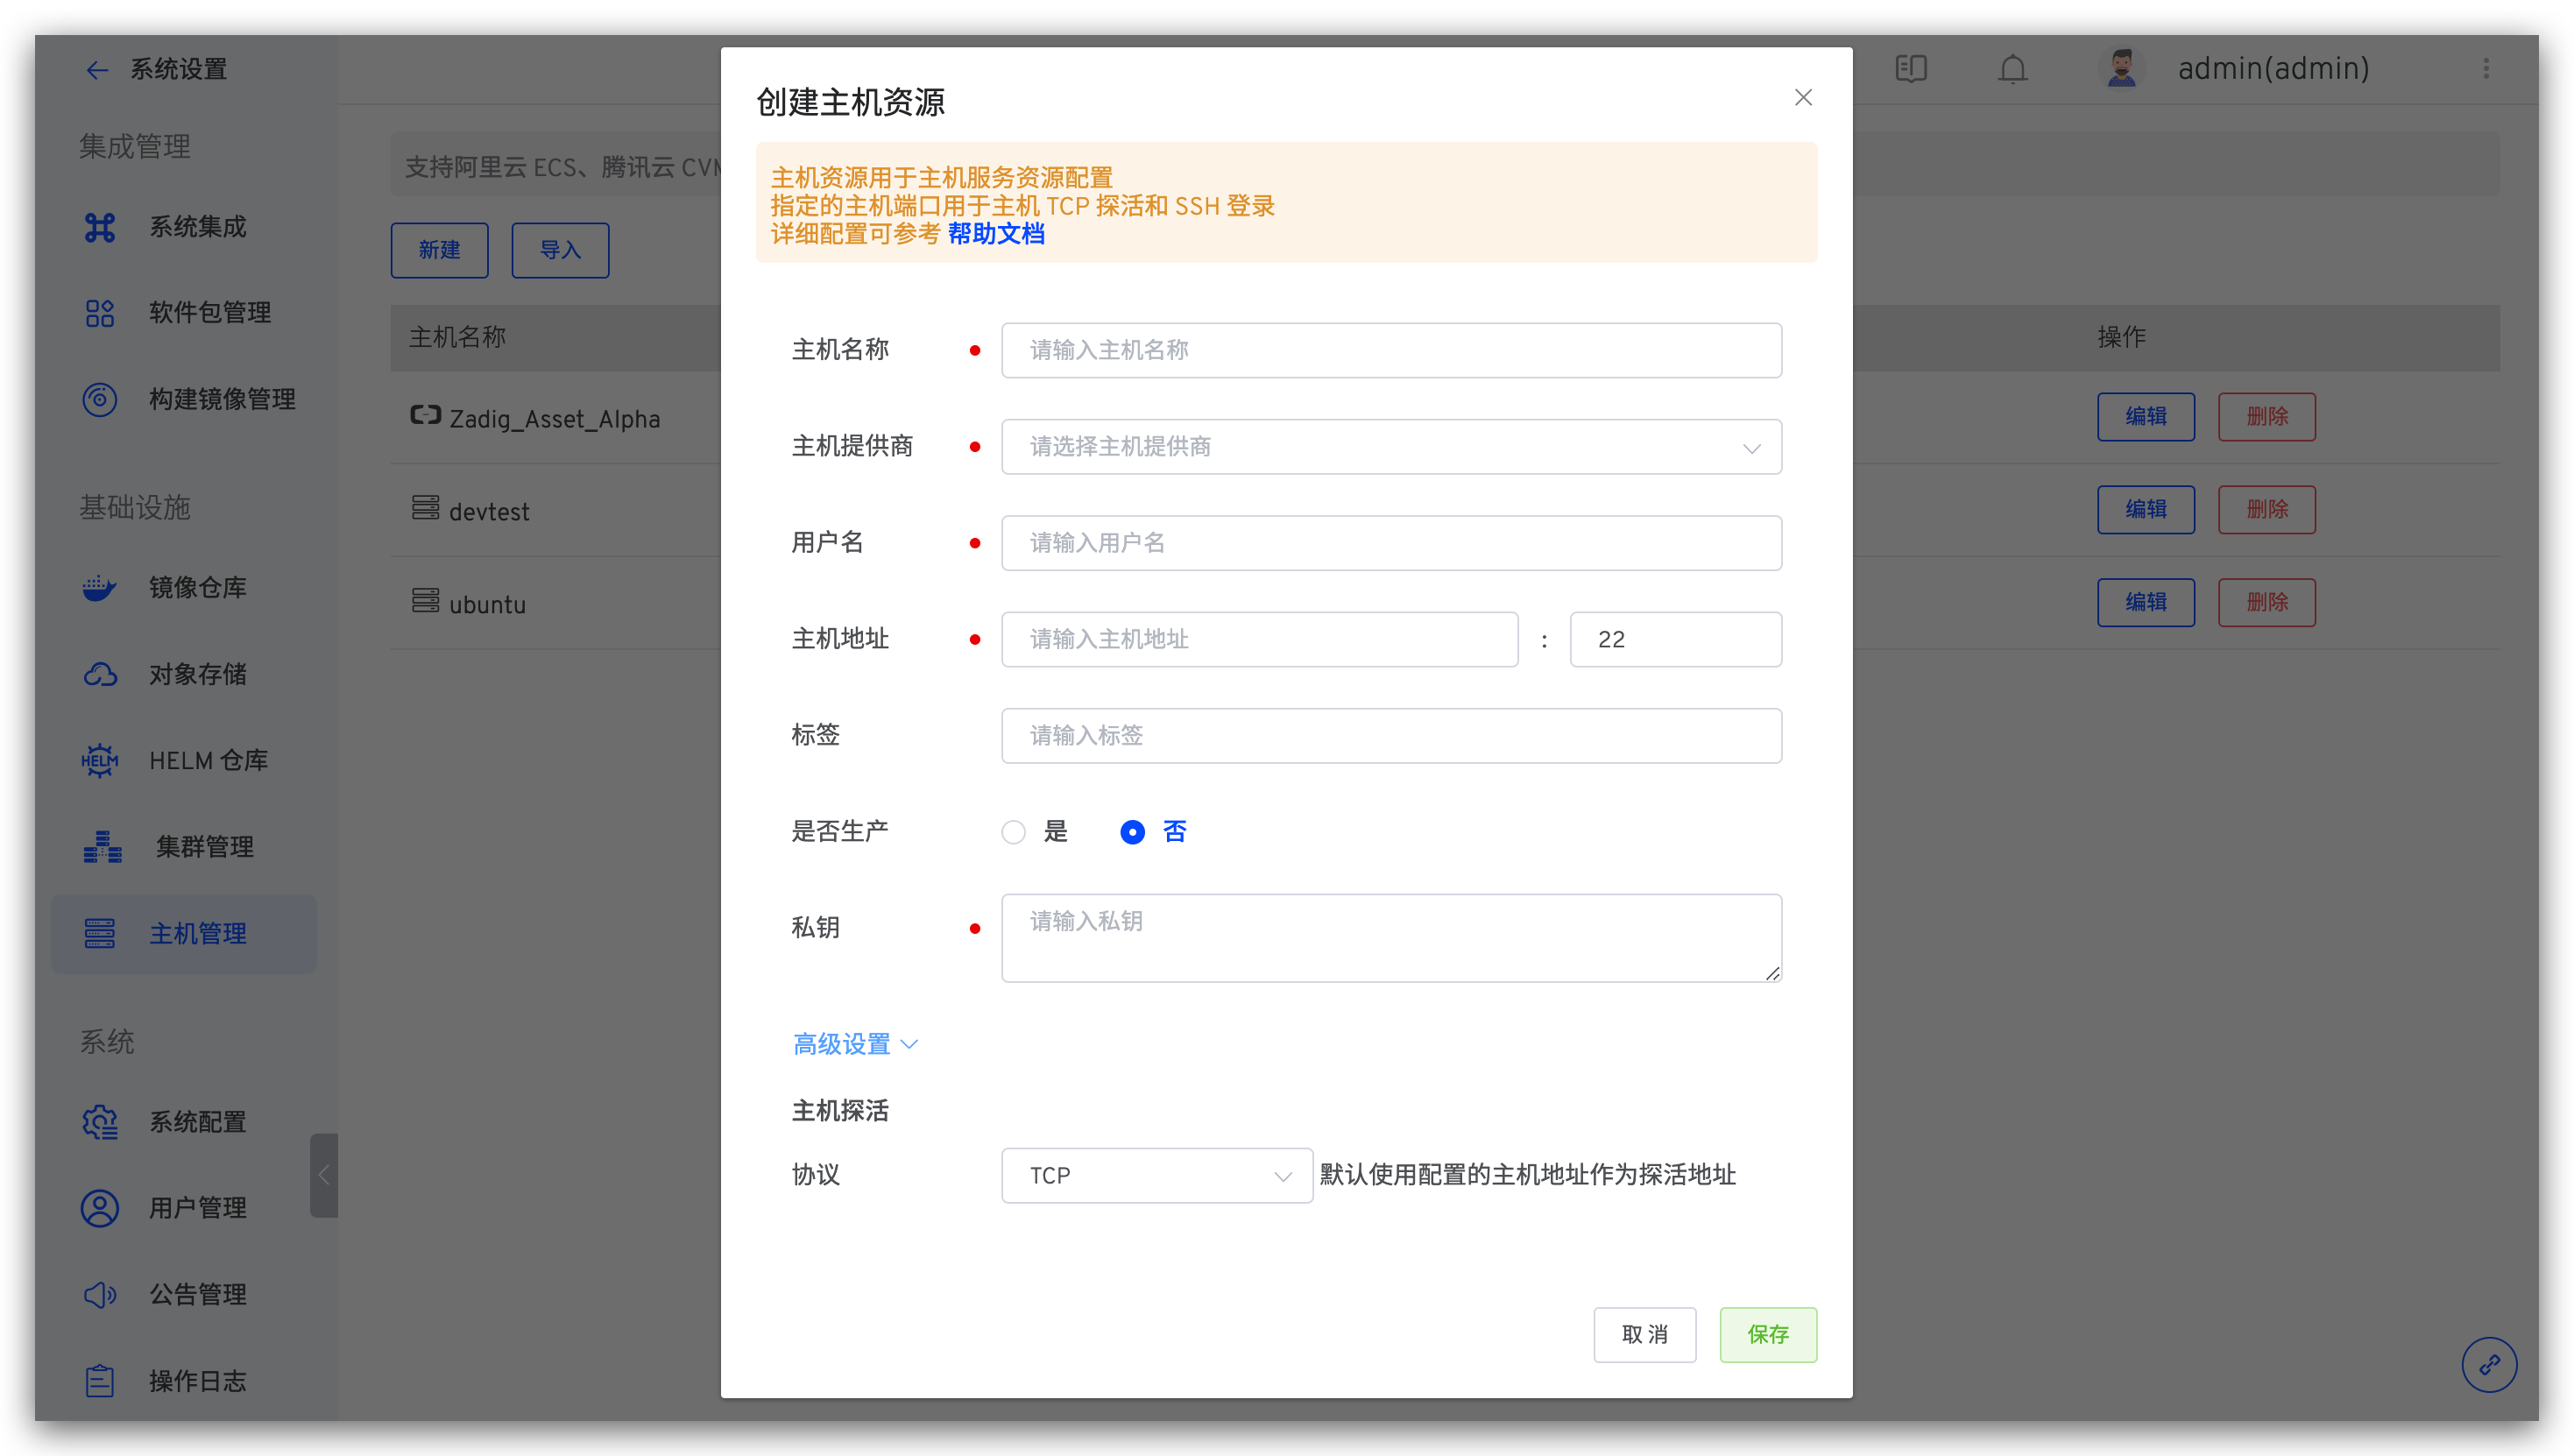 系统设置
admin(admin)
集成管理
系统集成
软件包管理
构建镜像管理
基础设施
镜像仓库
对象存储
HELM
HELM 仓库
集群管理
主机管理
系统
系统配置
用户管理
公告管理
操作日志
支持阿里云 ECS、腾讯云 CVM
新建
导入
主机名称
操作
Zadig_Asset_Alpha
编辑
删除
devtest
编辑
删除
ubuntu
编辑
删除
创建主机资源
主机资源用于主机服务资源配置
指定的主机端口用于主机 TCP 探活和 SSH 登录
详细配置可参考 帮助文档
主机名称
请输入主机名称
主机提供商
请选择主机提供商
用户名
请输入用户名
主机地址
请输入主机地址
:
22
标签
请输入标签
是否生产
是
否
私钥
请输入私钥
高级设置
主机探活
协议
TCP
默认使用配置的主机地址作为探活地址
取 消
保存